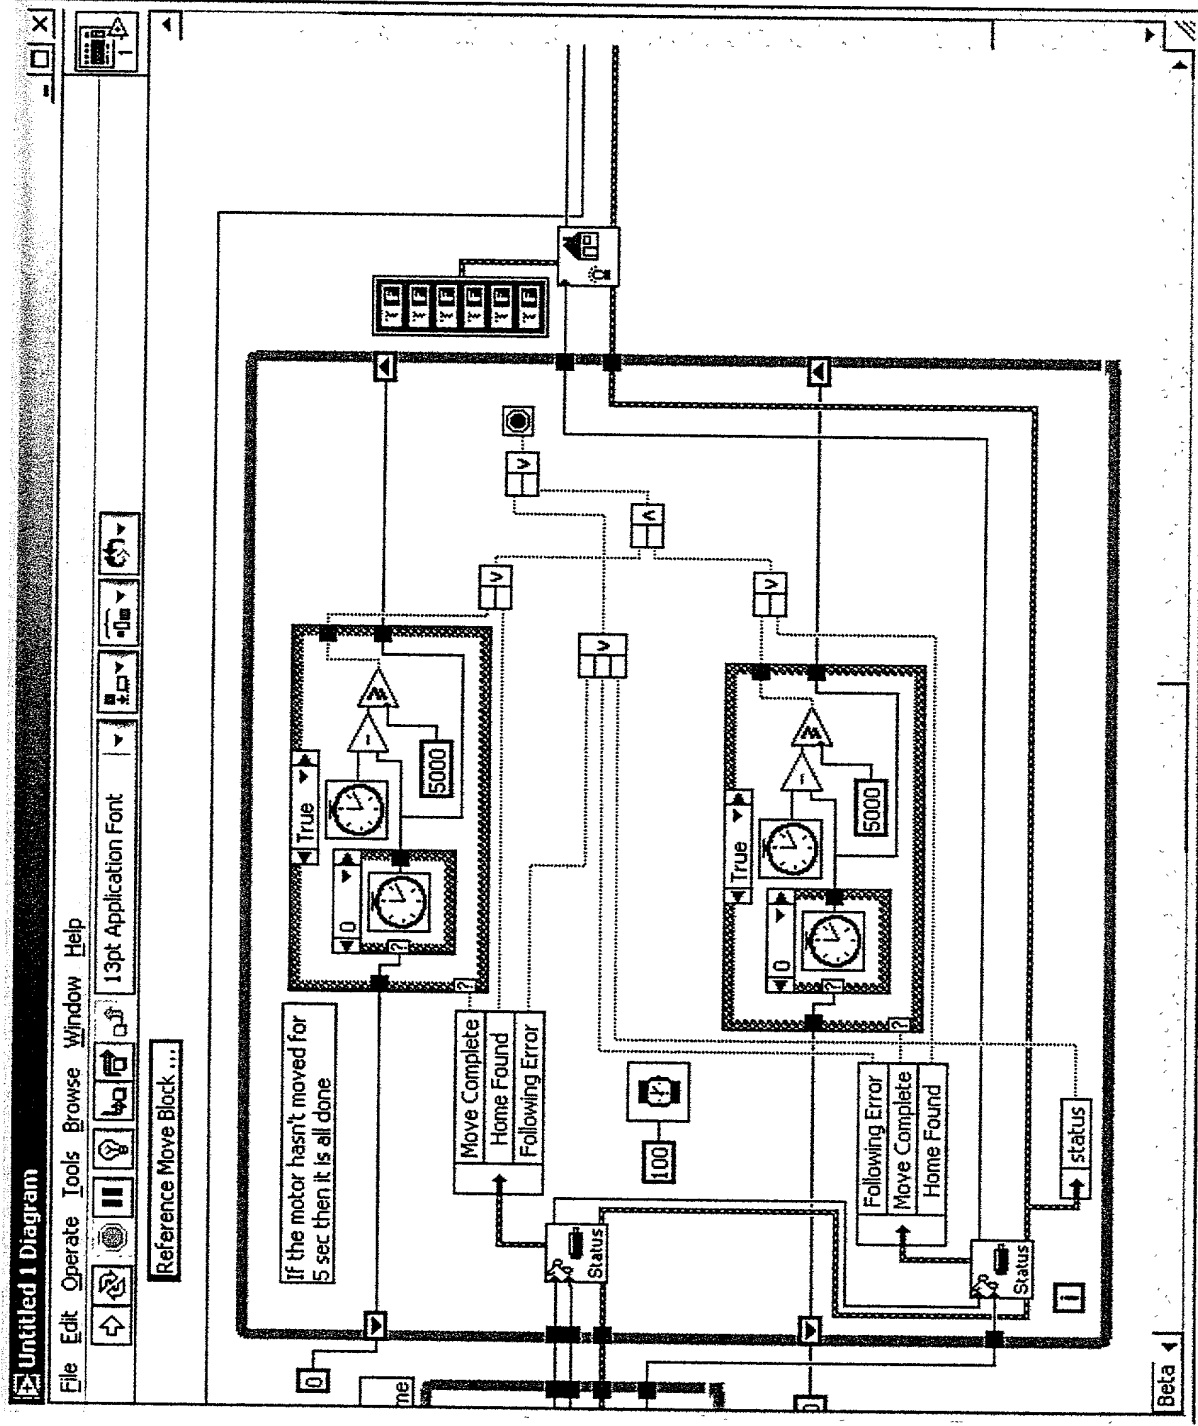 Untitled 1 Diagram
File Edit Operate Tools Browse Window Help
13pt Application Font
1
Reference Move Block ...
If the motor hasn't moved for
5 sec then it is all done
True
0
5000
Move Complete
Home Found
Following Error
0
me
Status
100
True
0
5000
Following Error
Move Complete
Home Found
status
Status
i
Beta